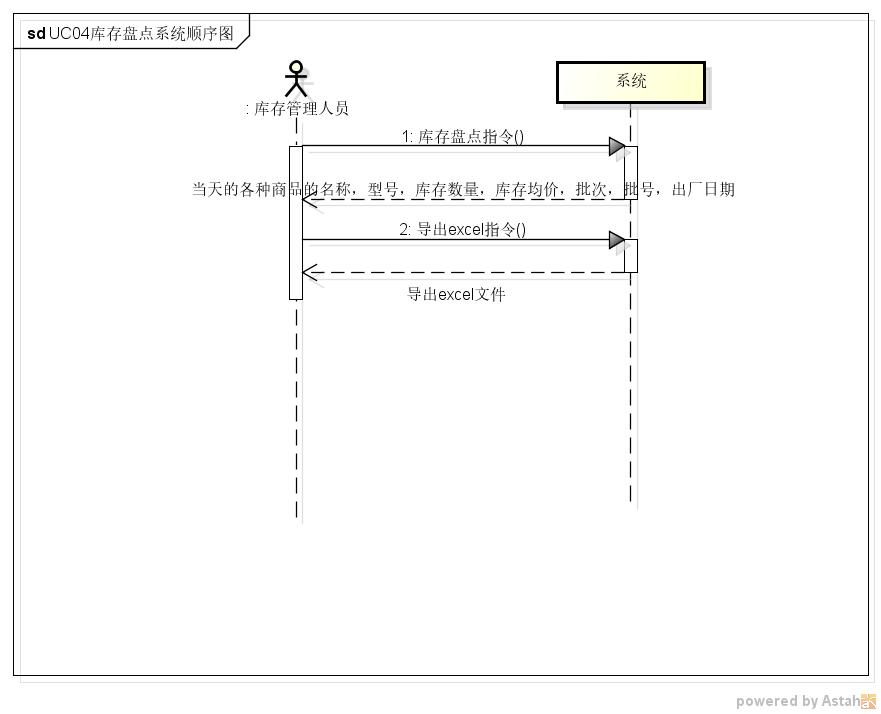 sd UC04库存盘点系统顺序图
系统
: 库存管理人员
1: 库存盘点指令()
当天的各种商品的名称，型号，库存数量，库存均价，批次，批号，出厂日期
2: 导出excel指令()
导出excel文件
powered by Astah